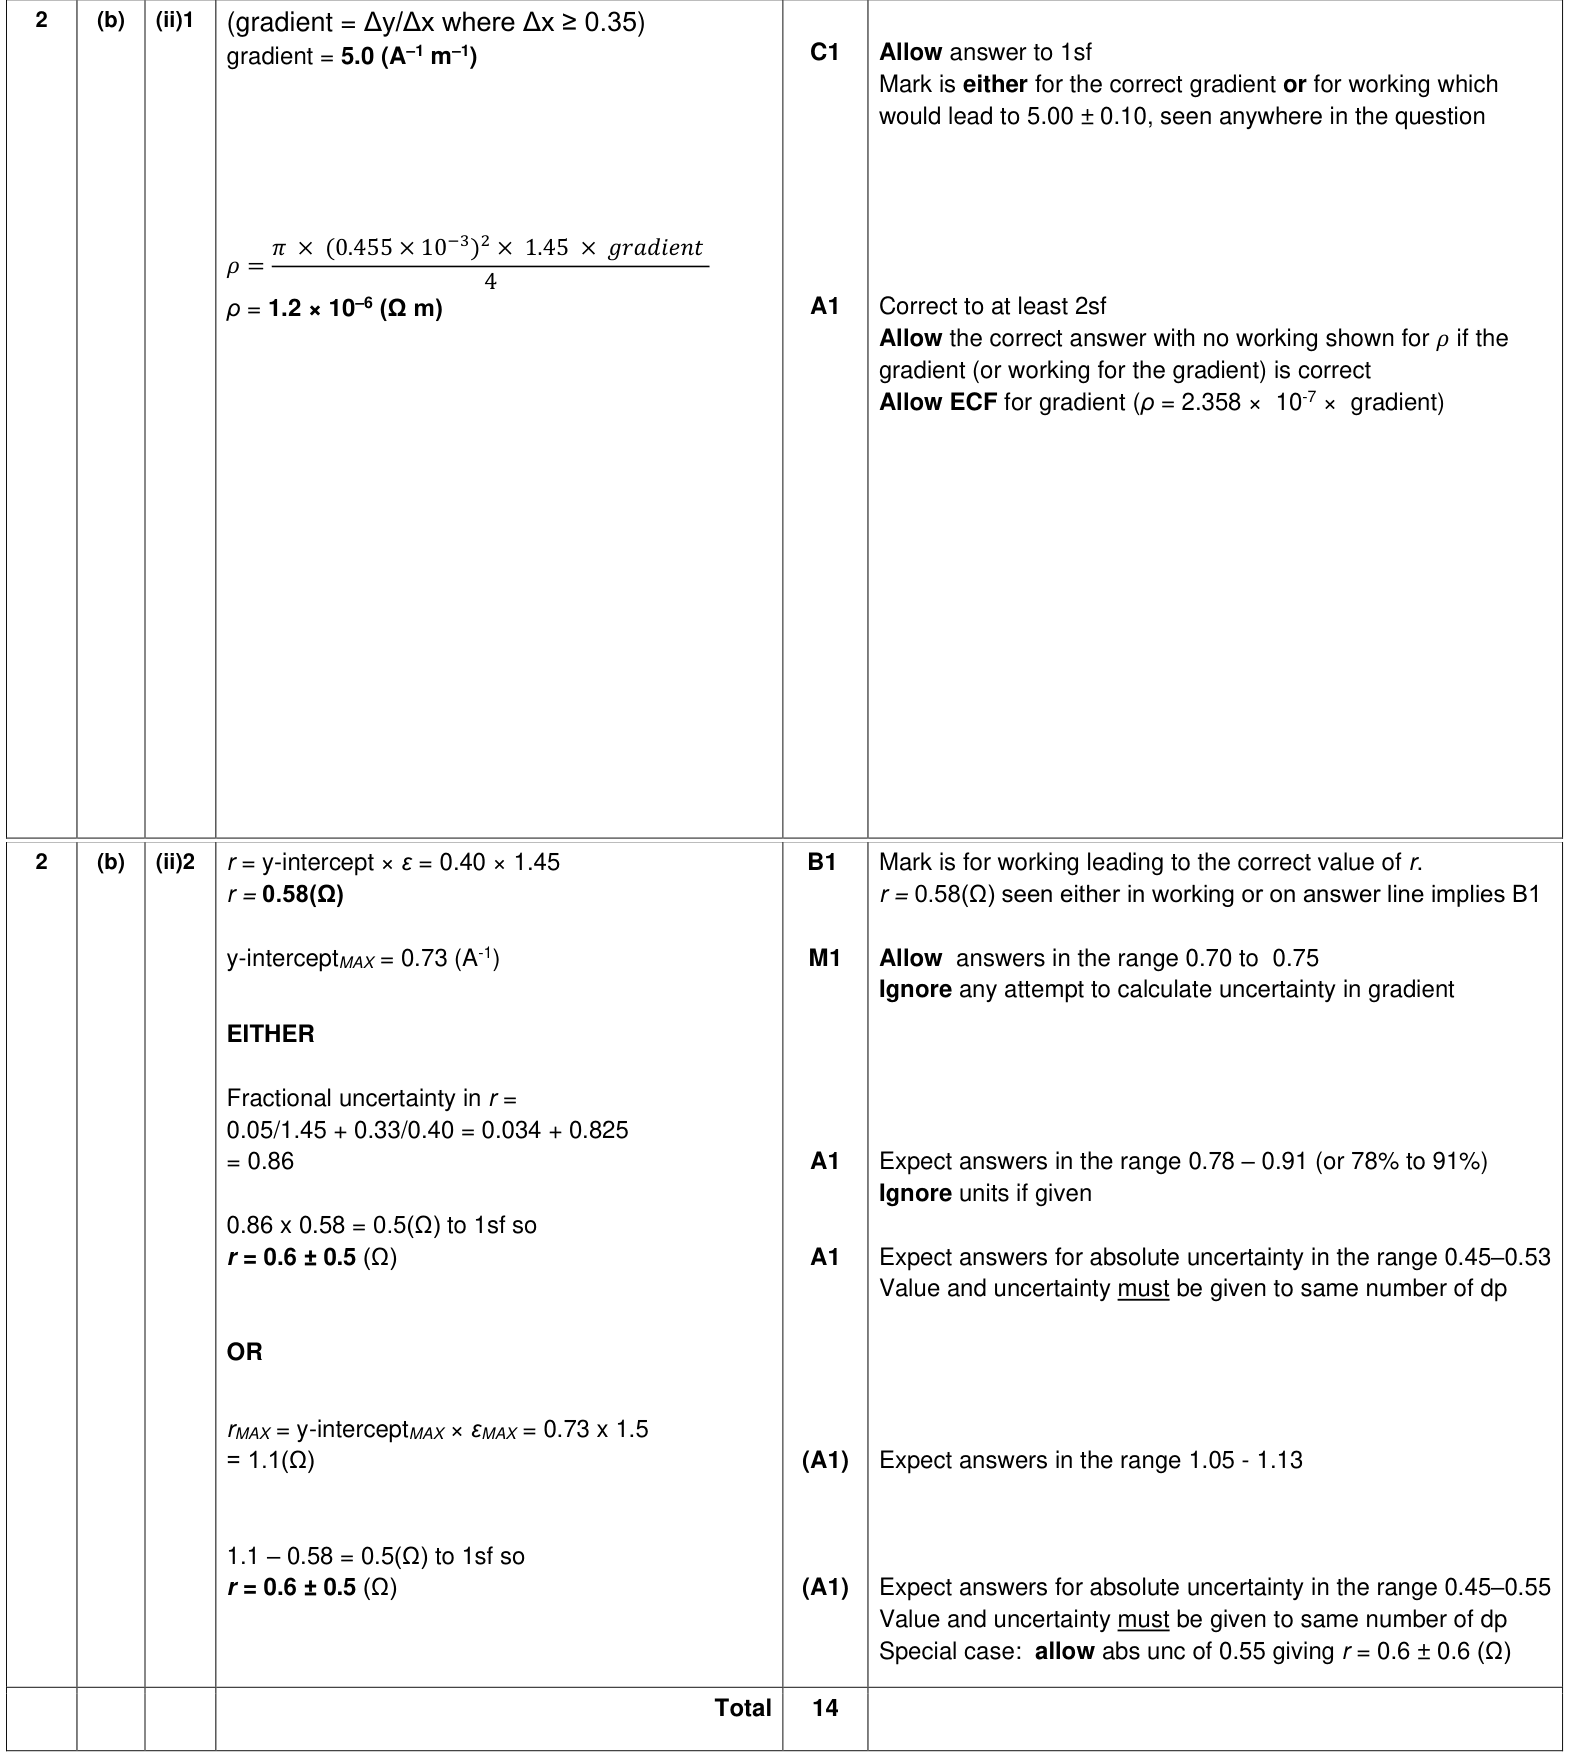 2 (b) (ii)1 (gradient = Δy/Δx where Δx ≥ 0.35)
gradient = 5.0 (A⁻¹ m⁻¹)
C1 Allow answer to 1sf
Mark is either for the correct gradient or for working which
would lead to 5.00 ± 0.10, seen anywhere in the question
ρ = π × (0.455 × 10⁻³)² × 1.45 × gradient / 4
ρ = 1.2 × 10⁻⁶ (Ω m)
A1 Correct to at least 2sf
Allow the correct answer with no working shown for ρ if the
gradient (or working for the gradient) is correct
Allow ECF for gradient (ρ = 2.358 × 10⁻⁷ × gradient)
2 (b) (ii)2 r = y-intercept × ε = 0.40 × 1.45
r = 0.58(Ω)
B1 Mark is for working leading to the correct value of r.
r = 0.58(Ω) seen either in working or on answer line implies B1
y-interceptMAX = 0.73 (A⁻¹)
M1 Allow answers in the range 0.70 to 0.75
Ignore any attempt to calculate uncertainty in gradient
EITHER
Fractional uncertainty in r =
0.05/1.45 + 0.33/0.40 = 0.034 + 0.825
= 0.86
A1 Expect answers in the range 0.78 – 0.91 (or 78% to 91%)
Ignore units if given
0.86 x 0.58 = 0.5(Ω) to 1sf so
r = 0.6 ± 0.5 (Ω)
A1 Expect answers for absolute uncertainty in the range 0.45–0.53
Value and uncertainty must be given to same number of dp
OR
rMAX = y-interceptMAX × εMAX = 0.73 x 1.5
= 1.1(Ω)
(A1) Expect answers in the range 1.05 - 1.13
1.1 – 0.58 = 0.5(Ω) to 1sf so
r = 0.6 ± 0.5 (Ω)
(A1) Expect answers for absolute uncertainty in the range 0.45–0.55
Value and uncertainty must be given to same number of dp
Special case: allow abs unc of 0.55 giving r = 0.6 ± 0.6 (Ω)
Total 14